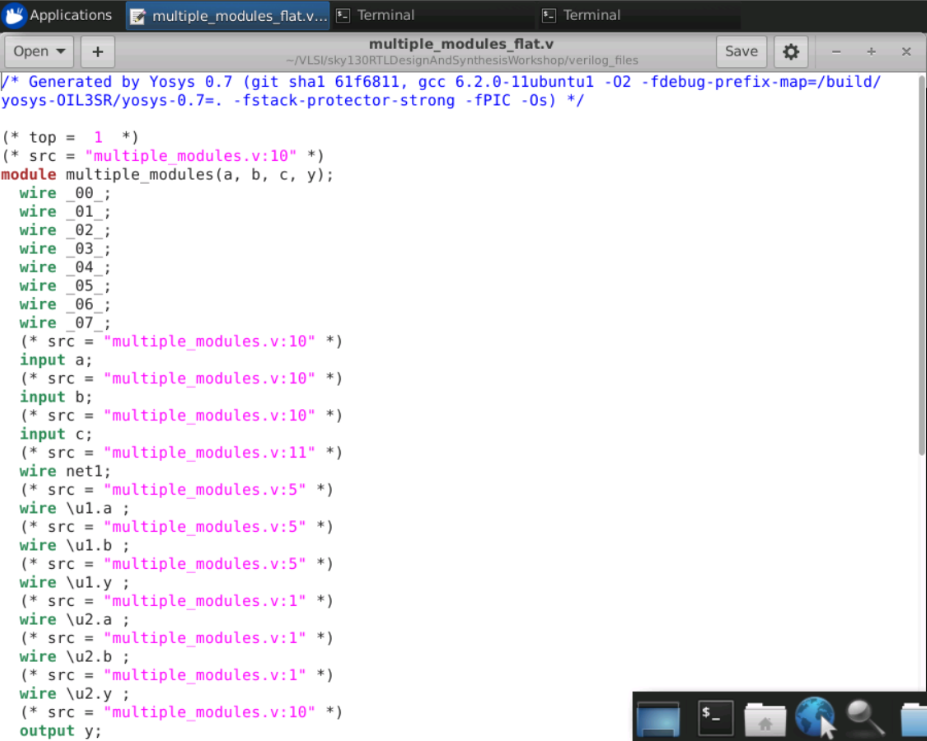 Applications
multiple_modules_flat.v...
Terminal
Terminal
Open
+
multiple_modules_flat.v
~/VLSI/sky130RTLDesignAndSynthesisWorkshop/verilog_files
Save
/* Generated by Yosys 0.7 (git sha1 61f6811, gcc 6.2.0-11ubuntu1 -O2 -fdebug-prefix-map=/build/
yosys-OIL3SR/yosys-0.7=. -fstack-protector-strong -fPIC -Os) */
(* top =  1  *)
(* src = "multiple_modules.v:10" *)
module multiple_modules(a, b, c, y);
  wire _00_;
  wire _01_;
  wire _02_;
  wire _03_;
  wire _04_;
  wire _05_;
  wire _06_;
  wire _07_;
  (* src = "multiple_modules.v:10" *)
  input a;
  (* src = "multiple_modules.v:10" *)
  input b;
  (* src = "multiple_modules.v:10" *)
  input c;
  (* src = "multiple_modules.v:11" *)
  wire net1;
  (* src = "multiple_modules.v:5" *)
  wire \u1.a ;
  (* src = "multiple_modules.v:5" *)
  wire \u1.b ;
  (* src = "multiple_modules.v:5" *)
  wire \u1.y ;
  (* src = "multiple_modules.v:1" *)
  wire \u2.a ;
  (* src = "multiple_modules.v:1" *)
  wire \u2.b ;
  (* src = "multiple_modules.v:1" *)
  wire \u2.y ;
  (* src = "multiple_modules.v:10" *)
  output y;